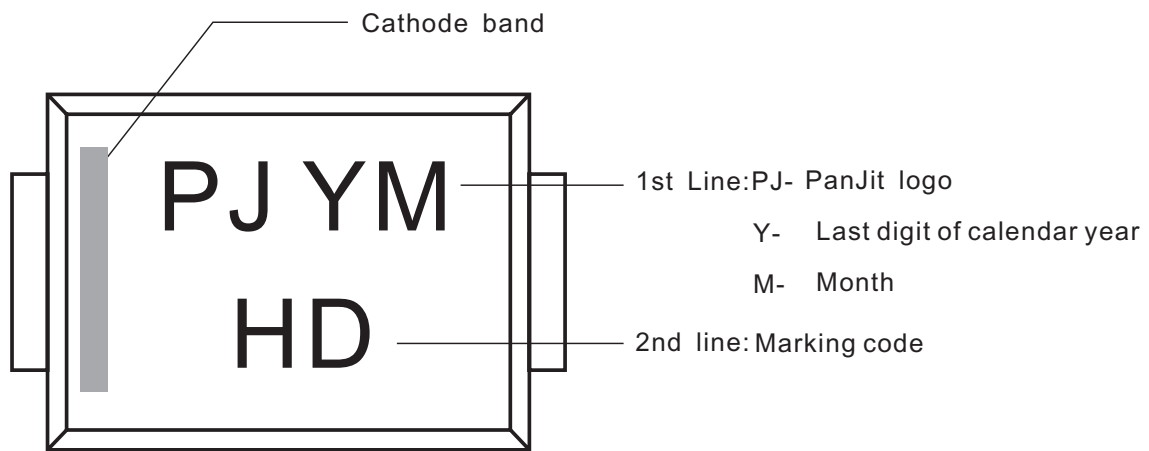 Cathode band
PJ YM
1st Line:PJ- PanJit logo
Y- Last digit of calendar year
M- Month
HD
2nd line: Marking code